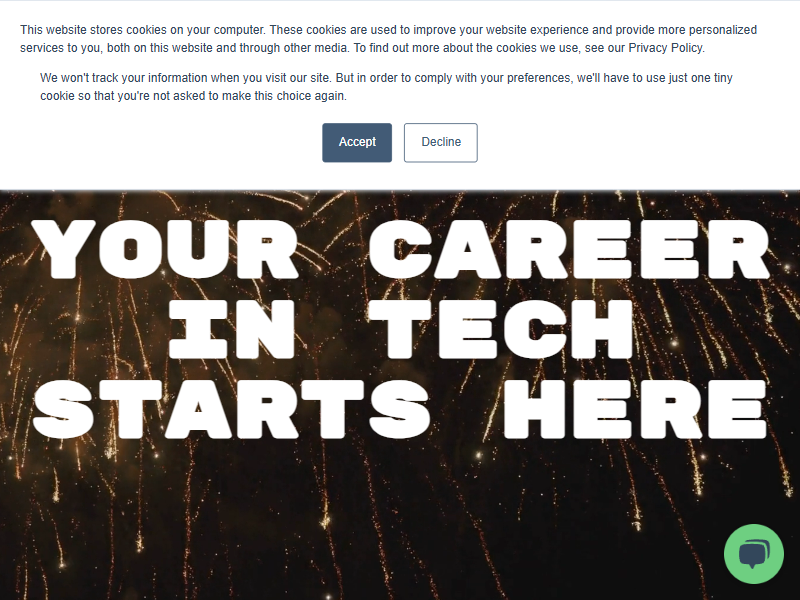 This website stores cookies on your computer. These cookies are used to improve your website experience and provide more personalized
services to you, both on this website and through other media. To find out more about the cookies we use, see our Privacy Policy.
We won't track your information when you visit our site. But in order to comply with your preferences, we'll have to use just one tiny
cookie so that you're not asked to make this choice again.
Accept
Decline
YOUR CAREER
IN TECH
STARTS HERE